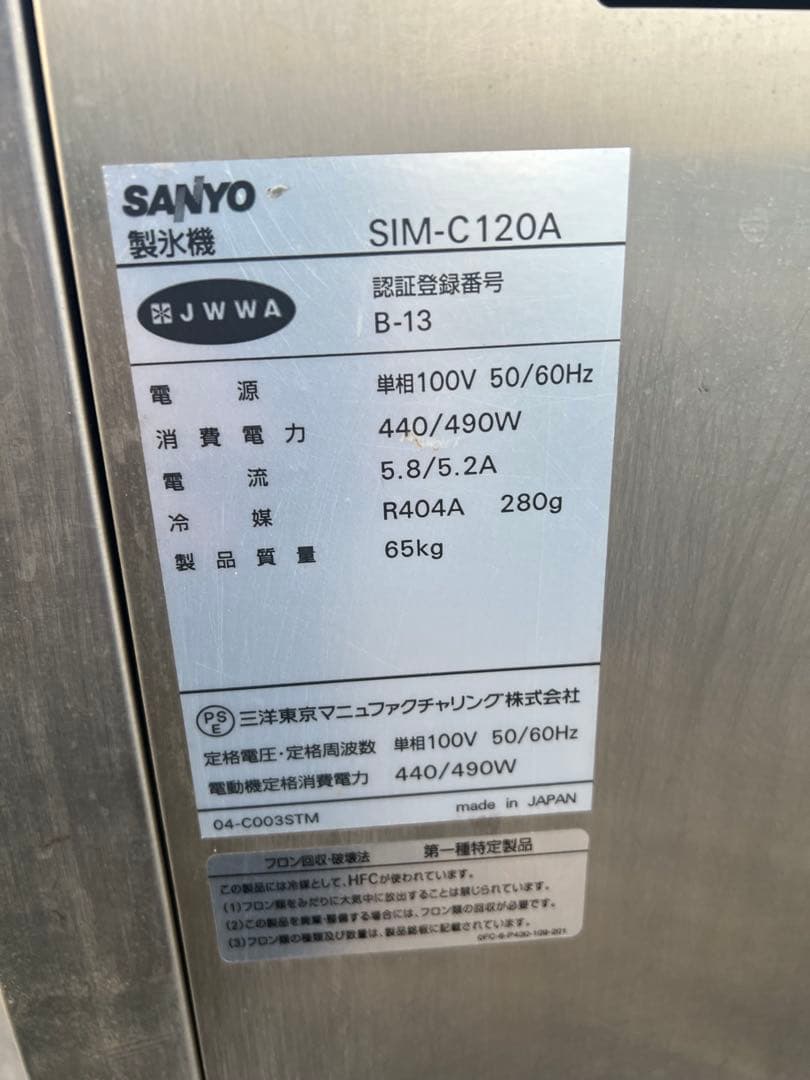 SANYO
製氷機 SIM-C120A
JWWA 認証登録番号
B-13
電源 単相100V 50/60Hz
消費電力 440/490W
電流 5.8/5.2A
冷媒 R404A 280g
製品質量 65kg
PSE 三洋東京マニュファクチャリング株式会社
定格電圧・定格周波数 単相100V 50/60Hz
電動機定格消費電力 440/490W
04-C003STM made in JAPAN
フロン回収・破壊法 第一種特定製品
この製品には冷媒として、HFCが使われています。
(1)フロン類をみだりに大気中に放出することは禁じられています。
(2)この製品を廃棄・整備する場合には、フロン類の回収が必要です。
(3)フロン類の種類及び数量は、製品銘板に記載されています。